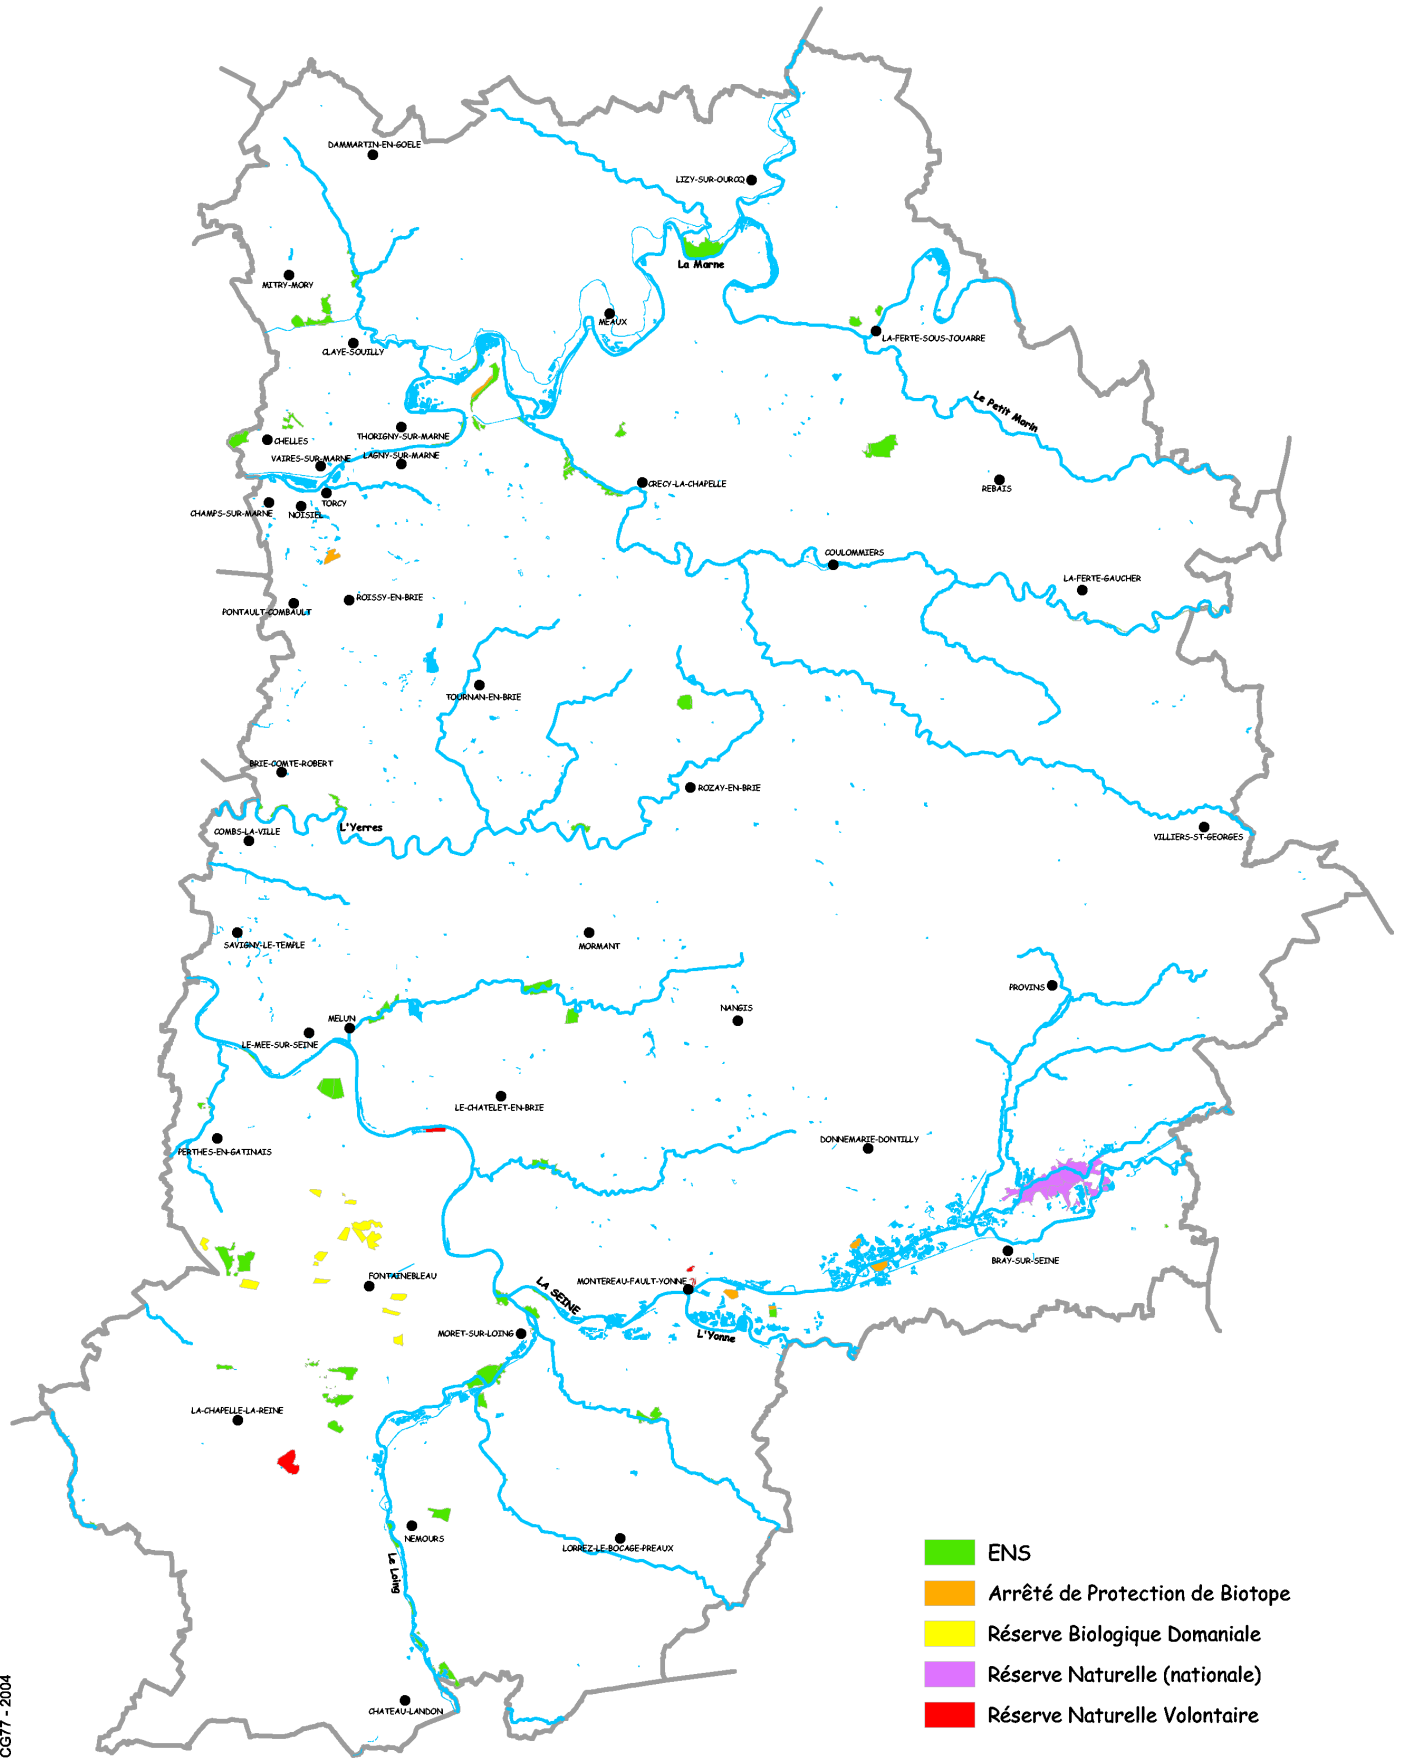 DAMMARTIN-EN-GOELE
LIZY-SUR-OURCQ
La Marne
MITRY-MORY
MEAUX
LA-FERTE-SOUS-JOUARRE
CLAYE-SOUILLY
Le Petit Morin
THORIGNY-SUR-MARNE
CHELLES
LAGNY-SUR-MARNE
VAIRES-SUR-MARNE
CRECY-LA-CHAPELLE
REBAIS
TORCY
CHAMPS-SUR-MARNE
NOISIEL
COULOMMIERS
LA-FERTE-GAUCHER
ROISSY-EN-BRIE
PONTAULT-COMBAULT
TOURNAN-EN-BRIE
BRIE-COMTE-ROBERT
ROZAY-EN-BRIE
L'Yerres
COMBS-LA-VILLE
VILLIERS-ST-GEORGES
SAVIGNY-LE-TEMPLE
MORMANT
PROVINS
NANGIS
MELUN
LE-MEE-SUR-SEINE
LE-CHATELET-EN-BRIE
DONNEMARIE-DONTILLY
PERTHES-EN-GATINAIS
BRAY-SUR-SEINE
FONTAINEBLEAU
LA SEINE
MONTEREAU-FAULT-YONNE
MORET-SUR-LOING
L'Yonne
LA-CHAPELLE-LA-REINE
NEMOURS
LORREZ-LE-BOCAGE-PREAUX
Le Loing
CHATEAU-LANDON
ENS
Arrêté de Protection de Biotope
Réserve Biologique Domaniale
Réserve Naturelle (nationale)
Réserve Naturelle Volontaire
CG77 - 2004